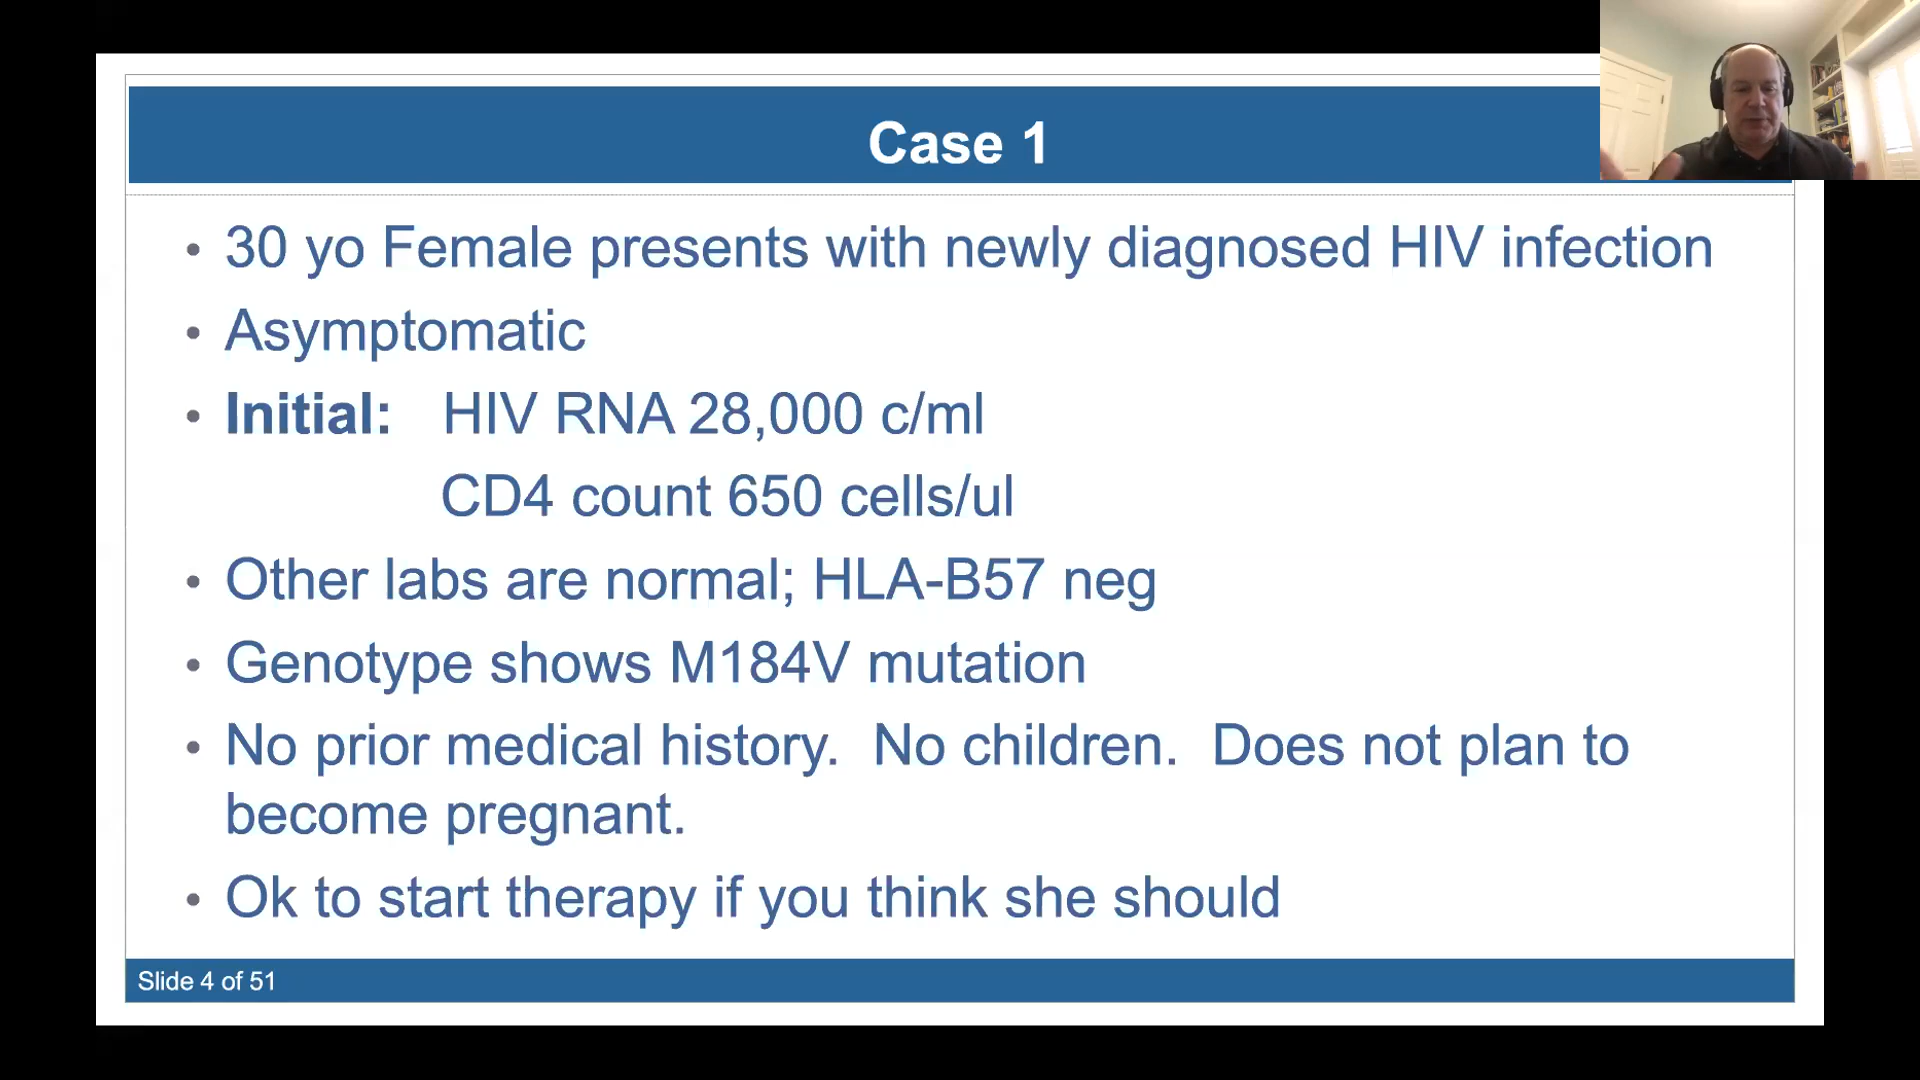 Case 1
• 30 yo Female presents with newly diagnosed HIV infection
• Asymptomatic
• Initial: HIV RNA 28,000 c/ml
CD4 count 650 cells/ul
• Other labs are normal; HLA-B57 neg
• Genotype shows M184V mutation
• No prior medical history. No children. Does not plan to
become pregnant.
• Ok to start therapy if you think she should
Slide 4 of 51